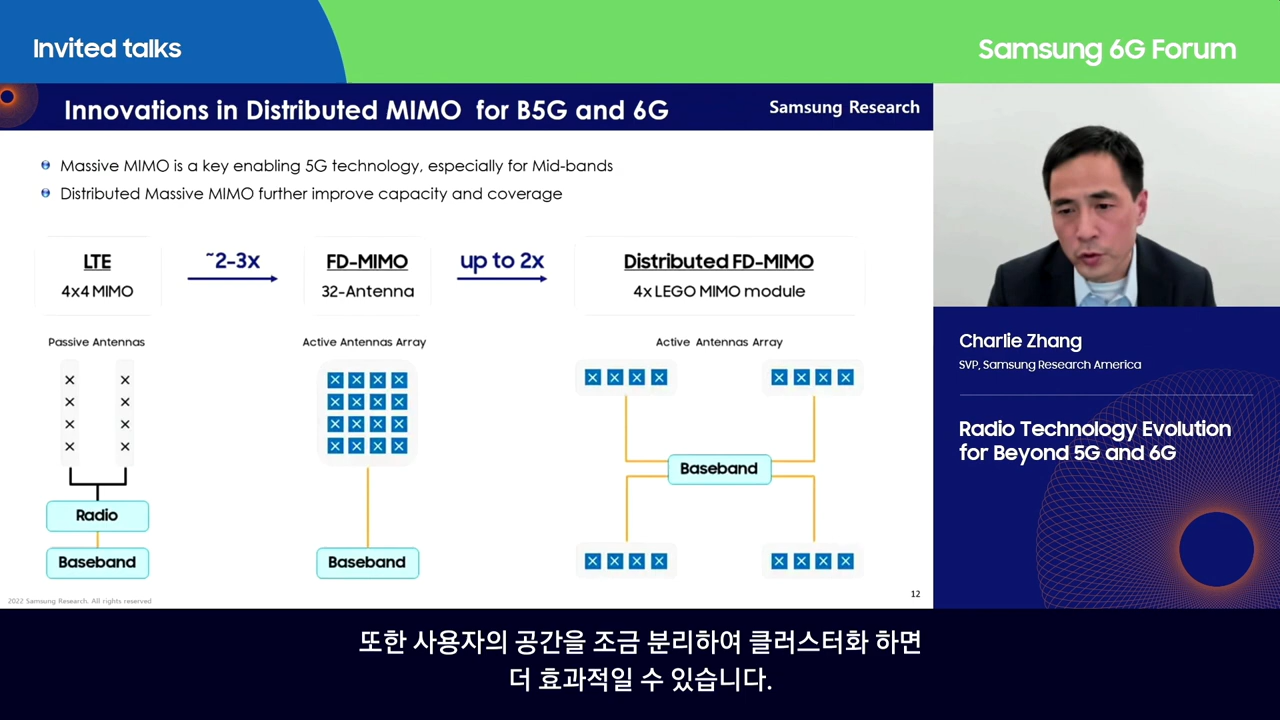 Invited talks
Samsung 6G Forum
Innovations in Distributed MIMO for B5G and 6G
Samsung Research
Massive MIMO is a key enabling 5G technology, especially for Mid-bands
Distributed Massive MIMO further improve capacity and coverage
LTE
4x4 MIMO
~2-3x
FD-MIMO
32-Antenna
up to 2x
Distributed FD-MIMO
4x LEGO MIMO module
Passive Antennas
Active Antennas Array
Active Antennas Array
Radio
Baseband
Baseband
Baseband
2022 Samsung Research. All rights reserved
12
Charlie Zhang
SVP, Samsung Research America
Radio Technology Evolution
for Beyond 5G and 6G
또한 사용자의 공간을 조금 분리하여 클러스터화 하면
더 효과적일 수 있습니다.